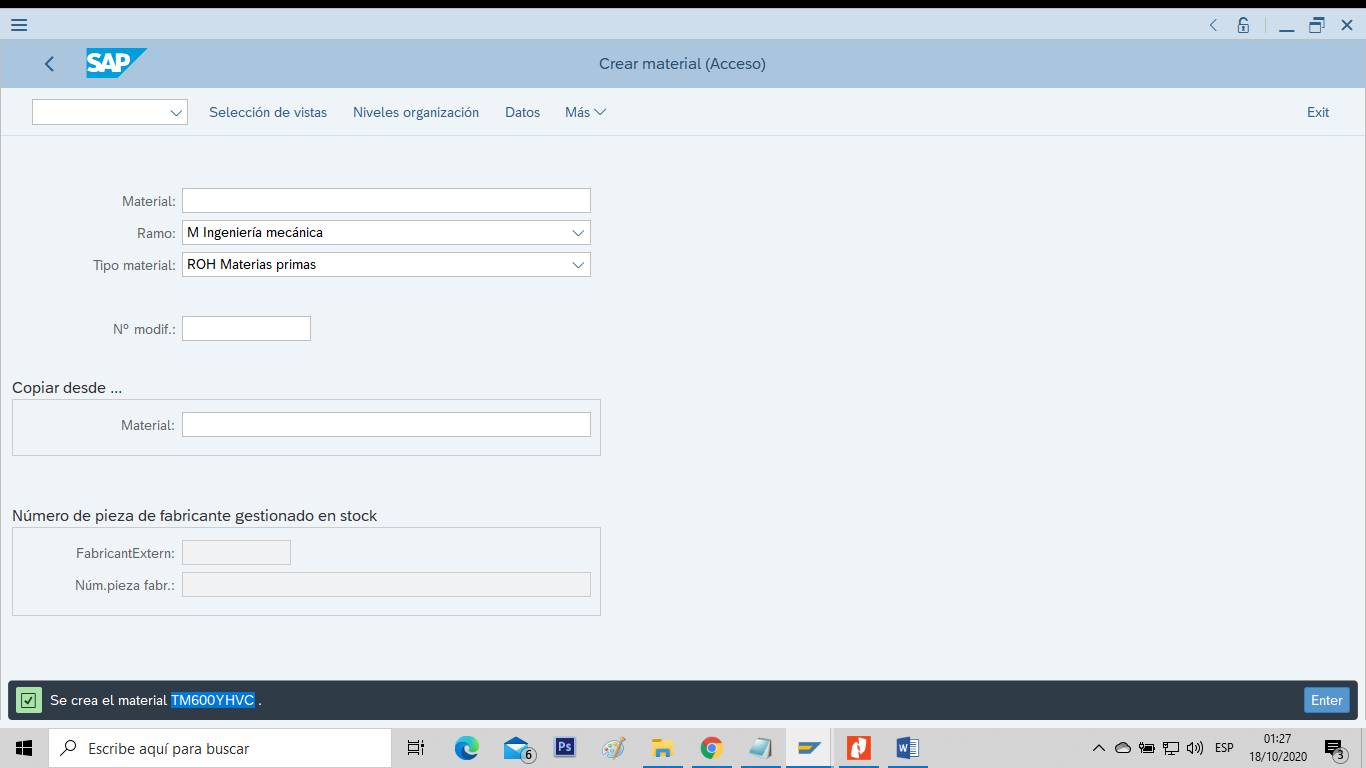 SAP
Crear material (Acceso)
Selección de vistas Niveles organización Datos Más Exit
Material:
Ramo: M Ingeniería mecánica
Tipo material: ROH Materias primas
Nº modif.:
Copiar desde ...
Material:
Número de pieza de fabricante gestionado en stock
FabricantExtern:
Núm.pieza fabr.:
Se crea el material TM600YHVC . Enter
Escribe aquí para buscar 6 Ps ESP 01:27
18/10/2020 3